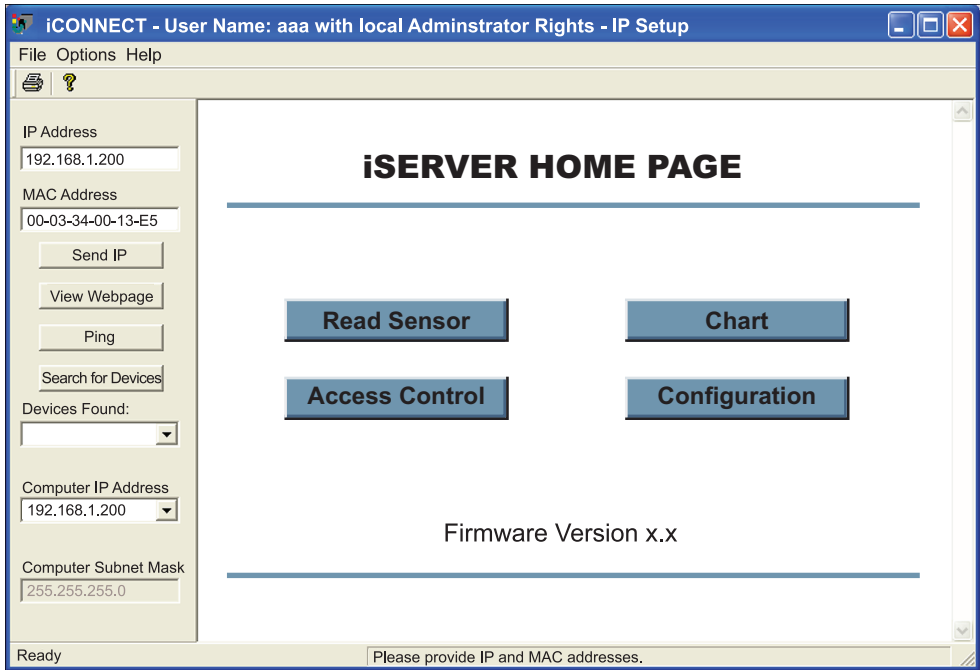 iCONNECT - User Name: aaa with local Adminstrator Rights - IP Setup
File Options Help
IP Address
192.168.1.200
MAC Address
00-03-34-00-13-E5
Send IP
View Webpage
Ping
Search for Devices
Devices Found:
Computer IP Address
192.168.1.200
Computer Subnet Mask
255.255.255.0
iSERVER HOME PAGE
Read Sensor
Chart
Access Control
Configuration
Firmware Version x.x
Ready
Please provide IP and MAC addresses.